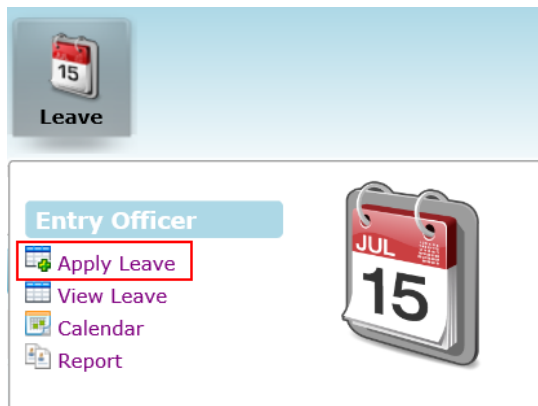 15
Leave
Entry Officer
Apply Leave
View Leave
Calendar
Report
JUL
15